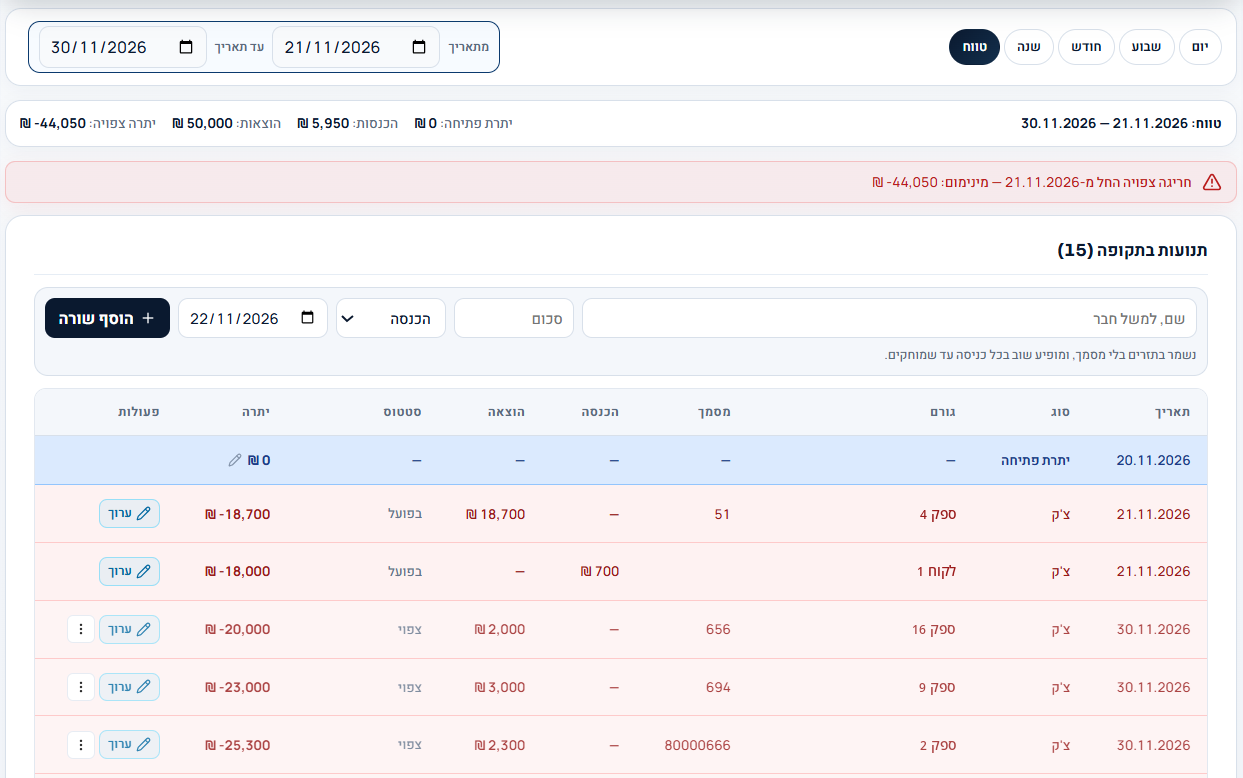 יום שבוע חודש שנה טווח מתאריך 21/11/2026 עד תאריך 30/11/2026
טווח: 21.11.2026 – 30.11.2026 יתרת פתיחה: 0 ₪ הכנסות: 5,950 ₪ הוצאות: 50,000 ₪ יתרה צפויה: -44,050 ₪
חריגה צפויה החל מ-21.11.2026 – מינימום: -44,050 ₪
תנועות בתקופה (15)
שם, למשל חבר סכום הכנסה 22/11/2026 + הוסף שורה
נשמר בתזרים בלי מסמך, ומופיע שוב בכל כניסה עד שמוחקים.
תאריך סוג גורם מסמך הכנסה הוצאה סטטוס יתרה פעולות
20.11.2026 יתרת פתיחה – – – – – 0 ₪
21.11.2026 צ'ק ספק 4 51 – 18,700 ₪ בפועל -18,700 ₪ ערוך
21.11.2026 צ'ק לקוח 1 700 ₪ – בפועל -18,000 ₪ ערוך
30.11.2026 צ'ק ספק 16 656 – 2,000 ₪ צפוי -20,000 ₪ ערוך
30.11.2026 צ'ק ספק 9 694 – 3,000 ₪ צפוי -23,000 ₪ ערוך
30.11.2026 צ'ק ספק 2 80000666 – 2,300 ₪ צפוי -25,300 ₪ ערוך